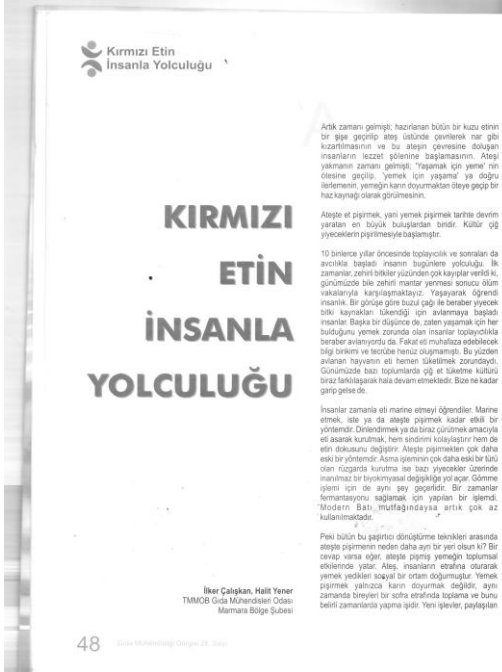 Kırmızı Etin
İnsanla Yolculuğu
KIRMIZI
ETİN
İNSANLA
YOLCULUĞU
İlker Çalışkan, Halit Yener
TMMOB Gıda Mühendisleri Odası
Marmara Bölge Şubesi
Artık zamanı gelmişti; hazırlanan bütün bir kuzu etinin
bir şişe geçirilip ateş üstünde çevrilerek nar gibi
kızartılmasının ve bu ateşin çevresine doluşan
insanların lezzet şölenine başlamasının. Ateşi
yakmanın zamanı gelmişti; 'Yaşamak için yeme' nin
ötesine geçilip, 'yemek için yaşama' ya doğru
ilerlemenin, yemeğin karın doyurmaktan öteye geçip bir
haz kaynağı olarak görülmesinin.
Ateşte et pişirmek, yani yemek pişirmek tarihte devrim
yaratan en büyük buluşlardan biridir. Kültür çiğ
yiyeceklerin pişirilmesiyle başlamıştır.
10 binlerce yıllar öncesinde toplayıcılık ve sonraları da
avcılıkla başladı insanın bugünlere yolculuğu. İlk
zamanlar, zehirli bitkiler yüzünden çok kayıplar verildi ki,
günümüzde bile zehirli mantar yenmesi sonucu ölüm
vakalarıyla karşılaşmaktayız. Yaşayarak öğrendi
insanlık. Bir görüşe göre buzul çağı ile beraber yiyecek
bitki kaynakları tükendiği için avlanmaya başladı
insanlar. Başka bir düşünce de, zaten yaşamak için her
bulduğunu yemek zorunda olan insanlar toplayıcılıkla
beraber avlanıyordu da. Fakat eti muhafaza edebilecek
bilgi birikimi ve tecrübe henüz oluşmamıştı. Bu yüzden
avlanan hayvanın eti hemen tüketilmek zorundaydı.
Günümüzde bazı toplumlarda çiğ et tüketme kültürü
biraz farklılaşarak hala devam etmektedir. Bize ne kadar
garip gelse de.
İnsanlar zamanla eti marine etmeyi öğrendiler. Marine
etmek, iste ya da ateşte pişirmek kadar etkili bir
yöntemdir. Dinlendirmek ya da biraz çürütmek amacıyla
eti asarak kurutmak, hem sindirimi kolaylaştırır hem de
etin dokusunu değiştirir. Ateşte pişirmekten çok daha
eski bir yöntemdir. Asma işleminin çok daha eski bir türü
olan rüzgarda kurutma ise bazı yiyecekler üzerinde
inanılmaz bir biyokimyasal değişikliğe yol açar. Gömme
işlemi için de aynı şey geçerlidir. Bir zamanlar
fermantasyonu sağlamak için yapılan bir işlemdi.
Modern Batı mutfağındaysa artık çok az
kullanılmaktadır.
Peki bütün bu şaşırtıcı dönüştürme teknikleri arasında
ateşte pişirmenin neden daha ayrı bir yeri olsun ki? Bir
cevap varsa eğer, ateşte pişmiş yemeğin toplumsal
etkilerinde yatar. Ateş, insanların etrafına oturarak
yemek yedikleri sosyal bir ortam doğurmuştur. Yemek
pişirmek yalnızca karın doyurmak değildir, aynı
zamanda bireyleri bir sofra etrafında toplama ve bunu
belirli zamanlarda yapma işidir. Yeni işlevler, paylaşılan
48
Gıda Mühendisliği Dergisi